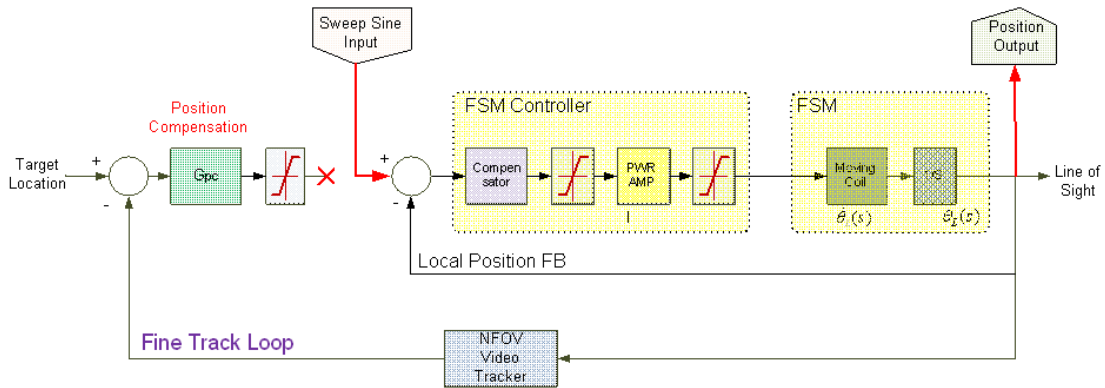 Sweep Sine
Input
Position
Output
FSM Controller
FSM
Position
Compensation
Target
Location
+
-
Gpc
+
-
Compen
sator
PWR
AMP
I
Moving
Coil
Line of
Sight
Local Position FB
Fine Track Loop
NFOV
Video
Tracker